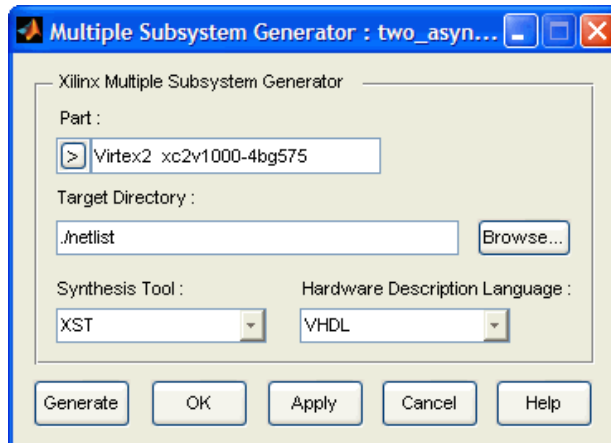 Multiple Subsystem Generator : two_asyn...
Xilinx Multiple Subsystem Generator
Part :
> Virtex2 xc2v1000-4bg575
Target Directory :
./netlist Browse...
Synthesis Tool : Hardware Description Language :
XST VHDL
Generate OK Apply Cancel Help